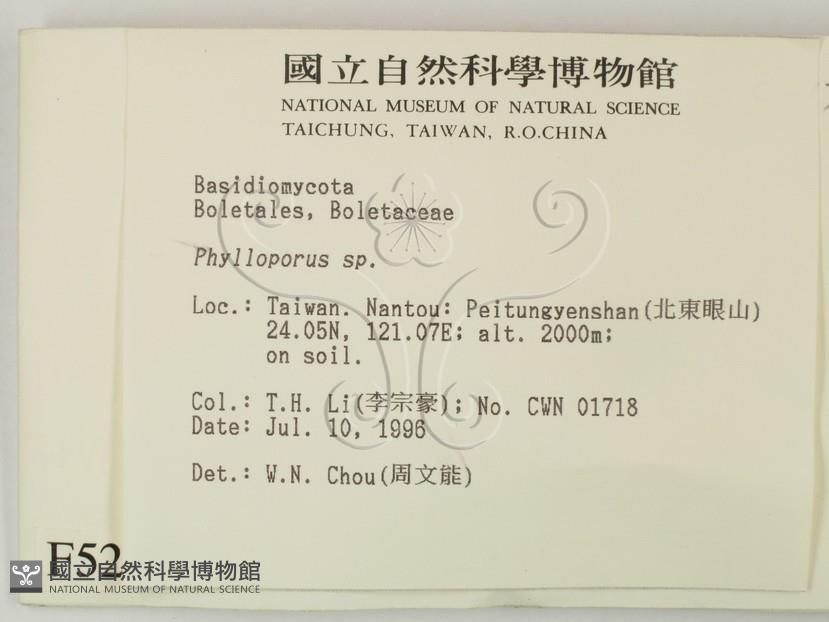 國立自然科學博物館
NATIONAL MUSEUM OF NATURAL SCIENCE
TAICHUNG, TAIWAN, R.O.CHINA
Basidiomycota
Boletales, Boletaceae
Phylloporus sp.
Loc.: Taiwan. Nantou: Peitungyenshan(北東眼山)
24.05N, 121.07E; alt. 2000m;
on soil.
Col.: T.H. Li(李宗豪); No. CWN 01718
Date: Jul. 10, 1996
Det.: W.N. Chou(周文能)
F52
國立自然科學博物館
NATIONAL MUSEUM OF NATURAL SCIENCE